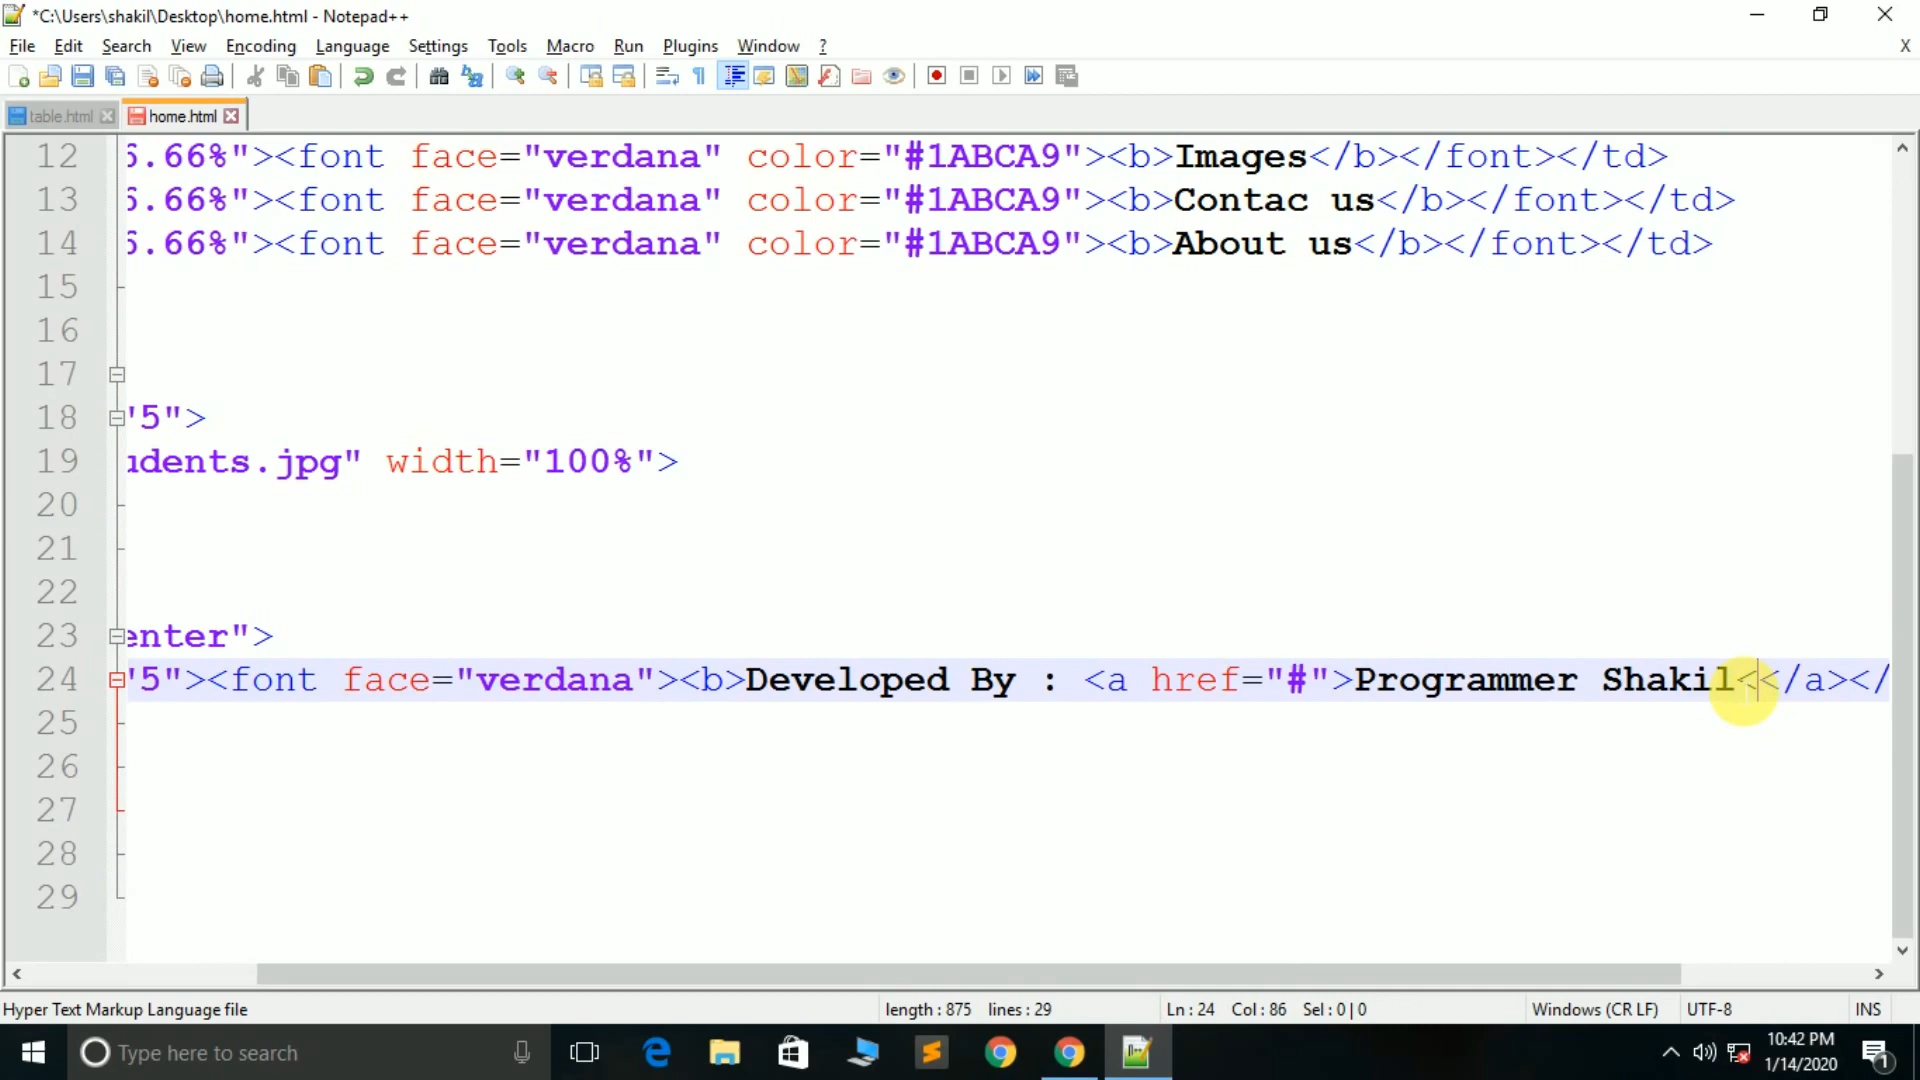 *C:\Users\shakil\Desktop\home.html - Notepad++
File Edit Search View Encoding Language Settings Tools Macro Run Plugins Window ? X
table.html home.html
12 6.66%"><font face="verdana" color="#1ABCA9"><b>Images</b></font></td>
13 6.66%"><font face="verdana" color="#1ABCA9"><b>Contac us</b></font></td>
14 6.66%"><font face="verdana" color="#1ABCA9"><b>About us</b></font></td>
15
16
17
18 "5">
19 udents.jpg" width="100%">
20
21
22
23 enter">
24 "5"><font face="verdana"><b>Developed By : <a href="#">Programmer Shakil<</a></
25
26
27
28
29
Hyper Text Markup Language file length : 875 lines : 29 Ln : 24 Col : 86 Sel : 0 | 0 Windows (CR LF) UTF-8 INS
Type here to search
10:42 PM
1/14/2020
1